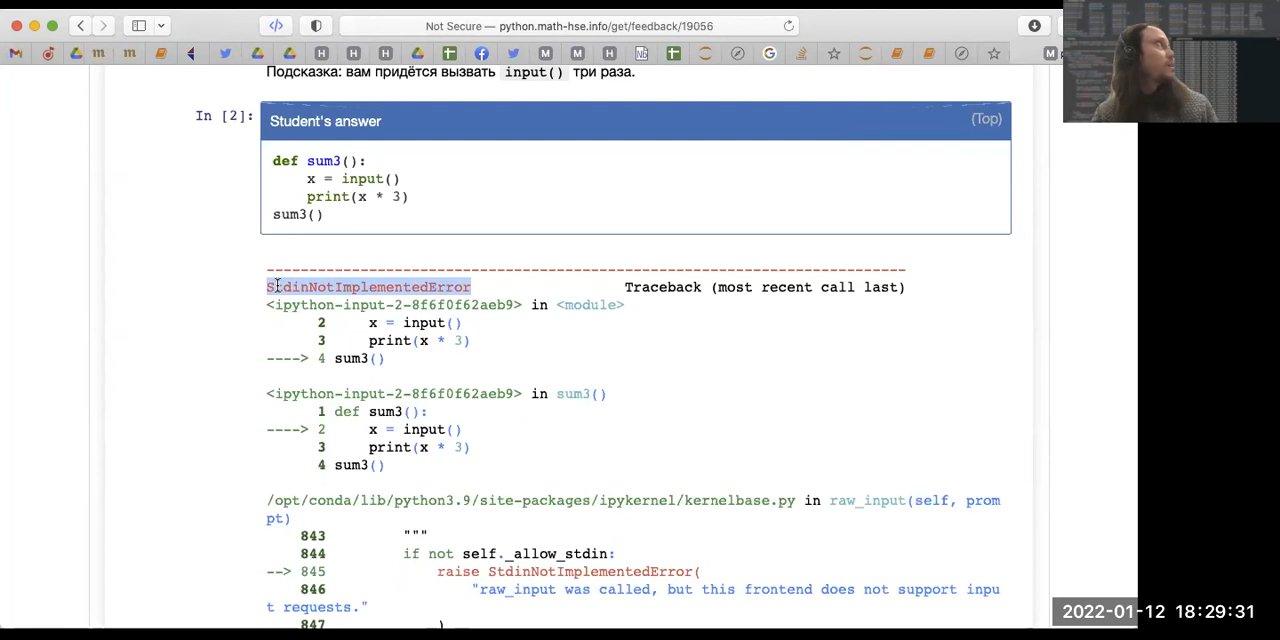 Not Secure — python.math-hse.info/get/feedback/19056
Подсказка: вам придётся вызвать input() три раза.
In [2]:
Student's answer
(Top)
def sum3():
    x = input()
    print(x * 3)
sum3()
---------------------------------------------------------------------------
StdinNotImplementedError                  Traceback (most recent call last)
<ipython-input-2-8f6f0f62aeb9> in <module>
      2     x = input()
      3     print(x * 3)
----> 4 sum3()
<ipython-input-2-8f6f0f62aeb9> in sum3()
      1 def sum3():
----> 2     x = input()
      3     print(x * 3)
      4 sum3()
/opt/conda/lib/python3.9/site-packages/ipykernel/kernelbase.py in raw_input(self, prom
pt)
    843         """
    844         if not self._allow_stdin:
--> 845             raise StdinNotImplementedError(
    846                 "raw_input was called, but this frontend does not support inpu
t requests."
    847             )
2022-01-12 18:29:31